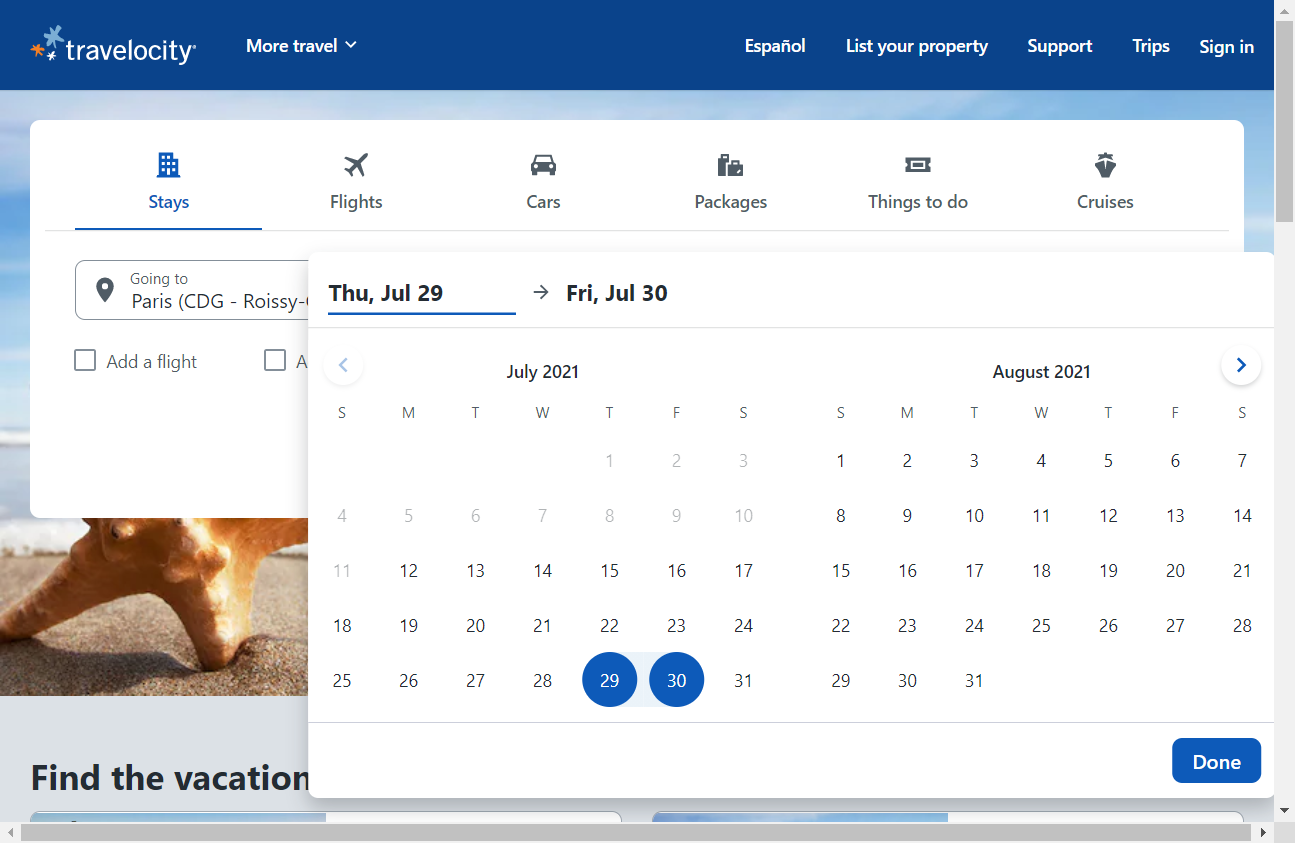 travelocity
More travel
Español
List your property
Support
Trips
Sign in
Stays
Flights
Cars
Packages
Things to do
Cruises
Going to
Paris (CDG - Roissy-
Add a flight
A
Thu, Jul 29
Fri, Jul 30
July 2021
S M T W T F S
1 2 3
4 5 6 7 8 9 10
11 12 13 14 15 16 17
18 19 20 21 22 23 24
25 26 27 28 29 30 31
August 2021
S M T W T F S
1 2 3 4 5 6 7
8 9 10 11 12 13 14
15 16 17 18 19 20 21
22 23 24 25 26 27 28
29 30 31
Done
Find the vacation